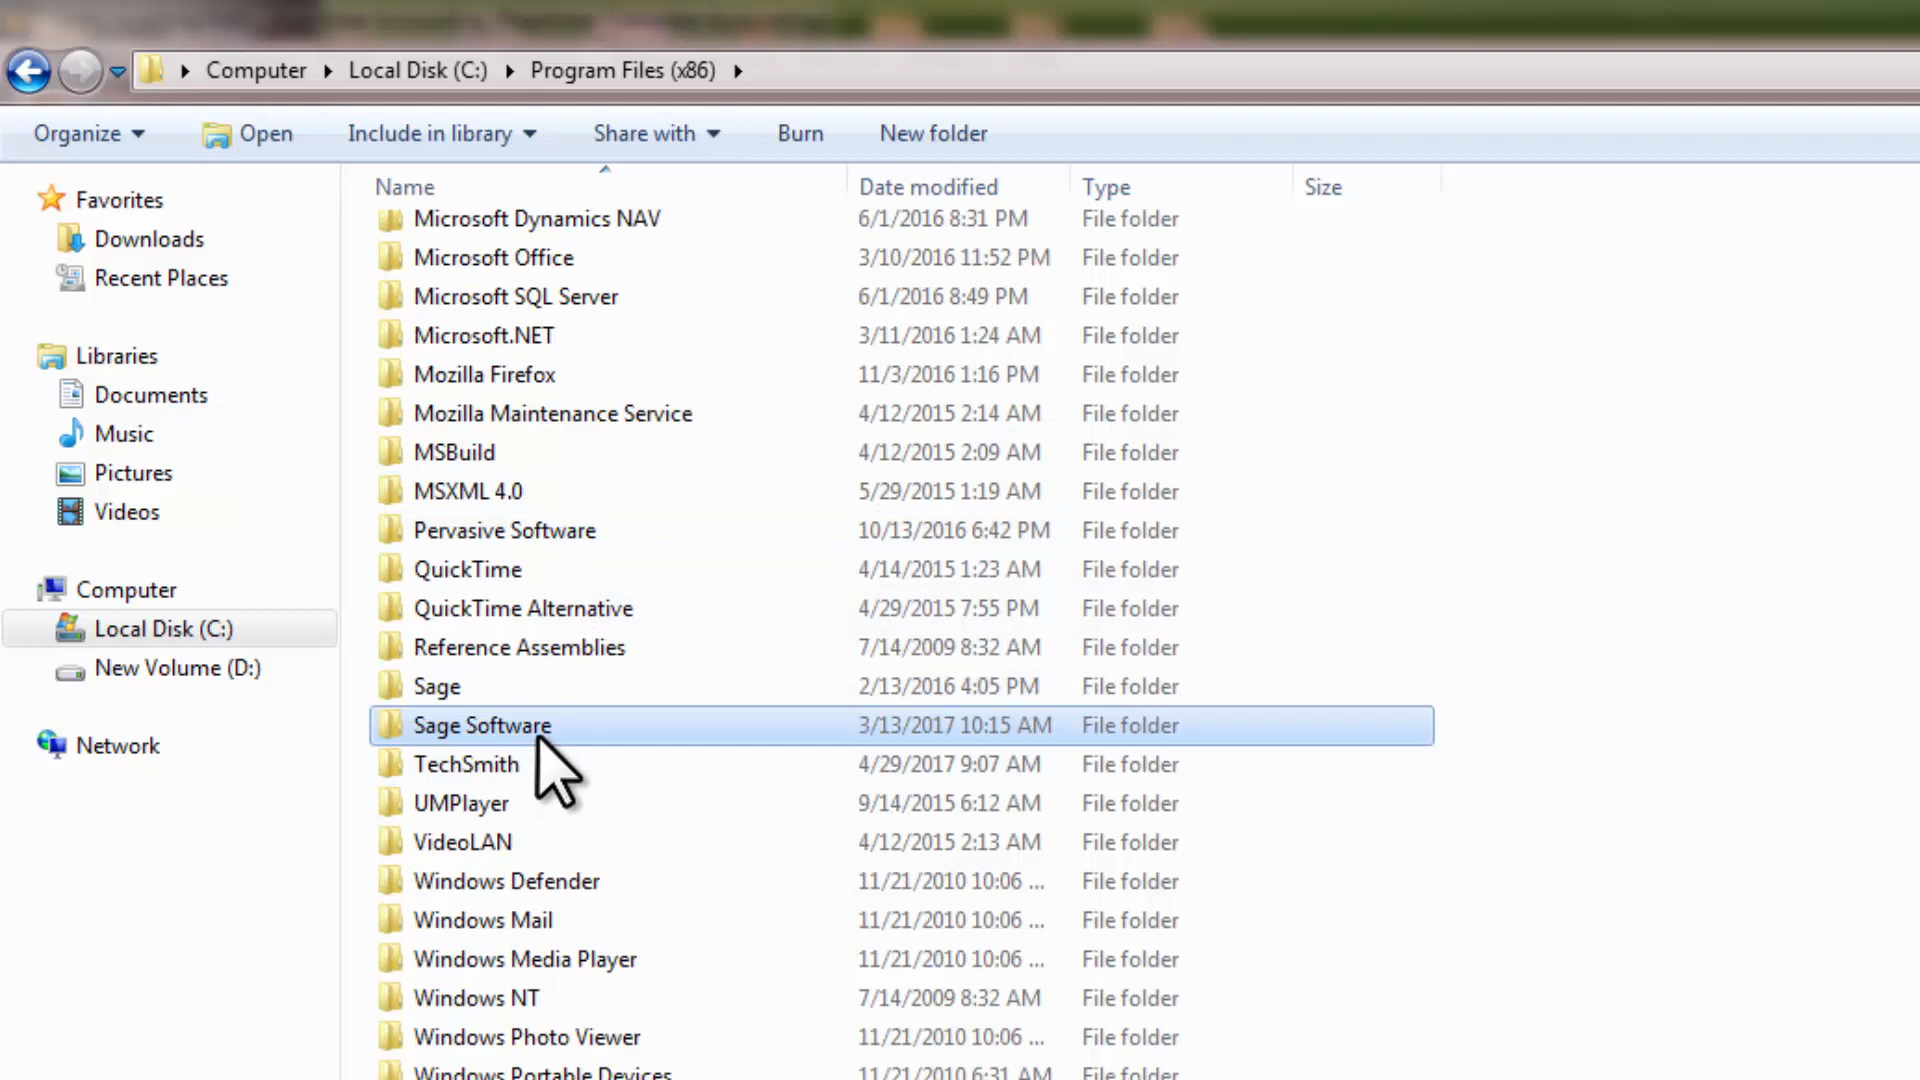 Computer Local Disk (C:) Program Files (x86)
Organize Open Include in library Share with Burn New folder
Favorites
Downloads
Recent Places
Libraries
Documents
Music
Pictures
Videos
Computer
Local Disk (C:)
New Volume (D:)
Network
Name Date modified Type Size
Microsoft Dynamics NAV 6/1/2016 8:31 PM File folder
Microsoft Office 3/10/2016 11:52 PM File folder
Microsoft SQL Server 6/1/2016 8:49 PM File folder
Microsoft.NET 3/11/2016 1:24 AM File folder
Mozilla Firefox 11/3/2016 1:16 PM File folder
Mozilla Maintenance Service 4/12/2015 2:14 AM File folder
MSBuild 4/12/2015 2:09 AM File folder
MSXML 4.0 5/29/2015 1:19 AM File folder
Pervasive Software 10/13/2016 6:42 PM File folder
QuickTime 4/14/2015 1:23 AM File folder
QuickTime Alternative 4/29/2015 7:55 PM File folder
Reference Assemblies 7/14/2009 8:32 AM File folder
Sage 2/13/2016 4:05 PM File folder
Sage Software 3/13/2017 10:15 AM File folder
TechSmith 4/29/2017 9:07 AM File folder
UMPlayer 9/14/2015 6:12 AM File folder
VideoLAN 4/12/2015 2:13 AM File folder
Windows Defender 11/21/2010 10:06 ... File folder
Windows Mail 11/21/2010 10:06 ... File folder
Windows Media Player 11/21/2010 10:06 ... File folder
Windows NT 7/14/2009 8:32 AM File folder
Windows Photo Viewer 11/21/2010 10:06 ... File folder
Windows Portable Devices 11/21/2010 6:31 AM File folder